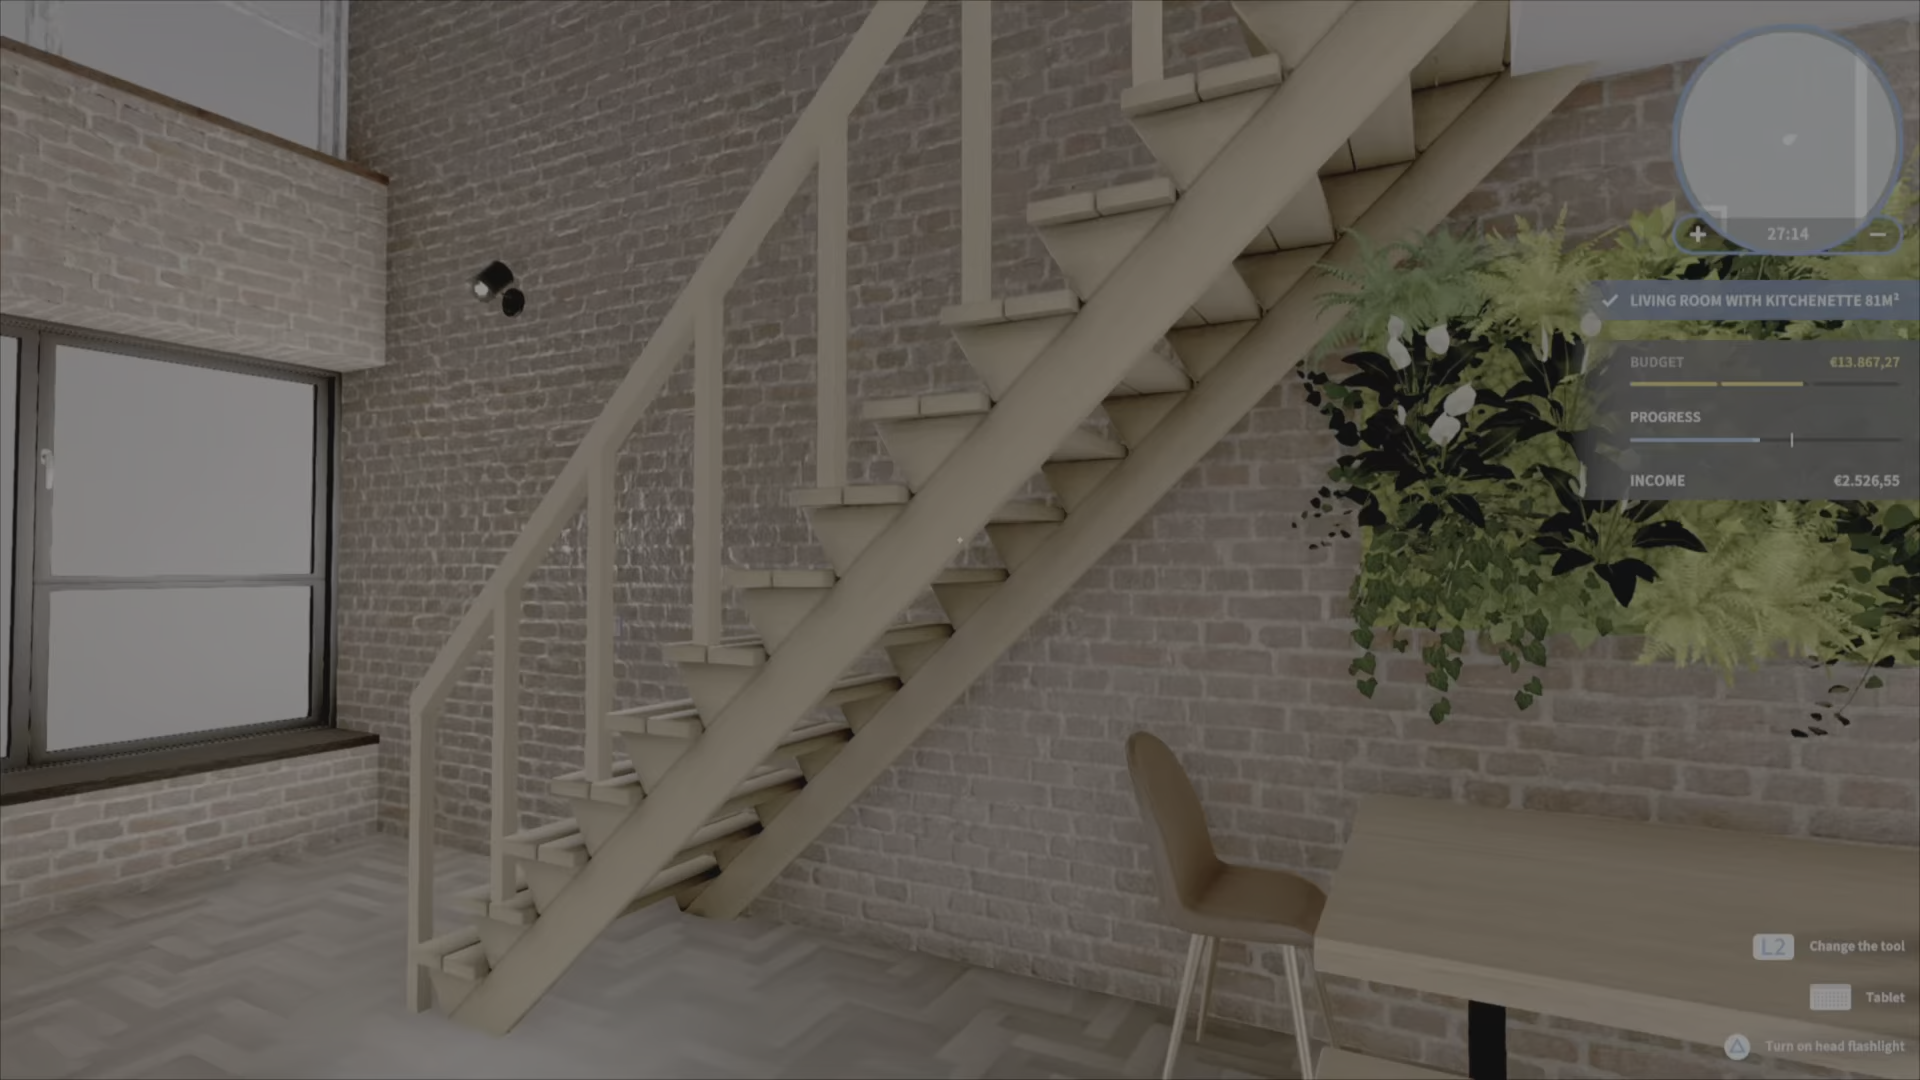 27:14
LIVING ROOM WITH KITCHENETTE 81M²
BUDGET €13.867,27
PROGRESS
INCOME €2.526,55
L2 Change the tool
Tablet
Turn on head flashlight